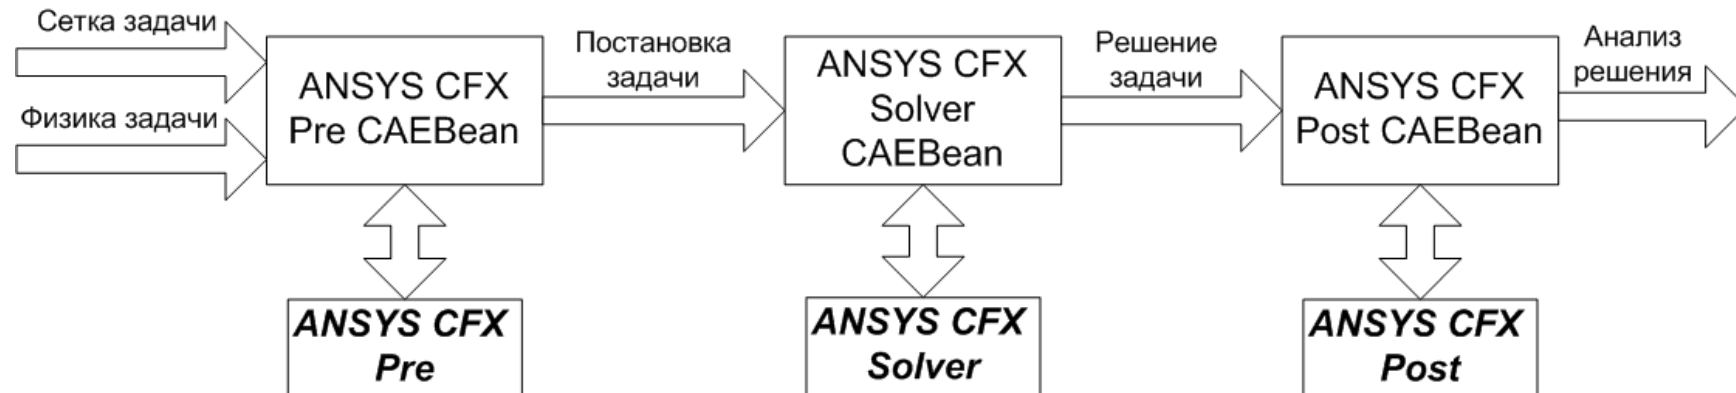 Сетка задачи
Физика задачи
ANSYS CFX
Pre CAEBean
Постановка
задачи
ANSYS CFX
Solver
CAEBean
Решение
задачи
ANSYS CFX
Post CAEBean
Анализ
решения
ANSYS CFX
Pre
ANSYS CFX
Solver
ANSYS CFX
Post